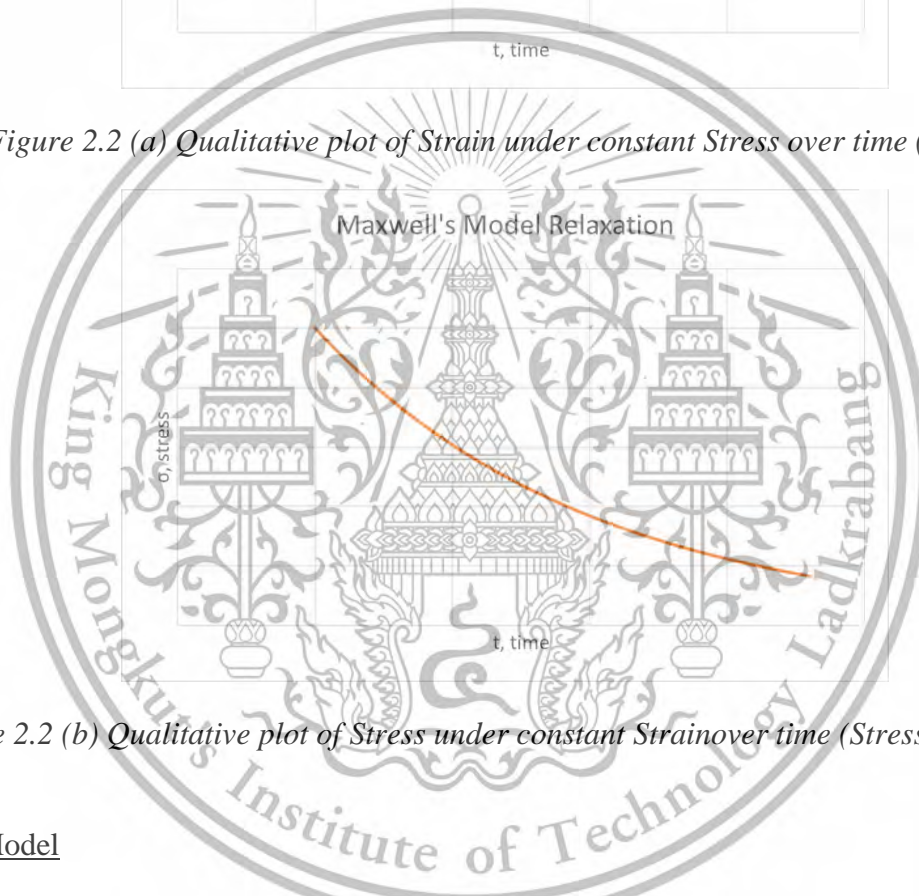 t, time
Figure 2.2 (a) Qualitative plot of Strain under constant Stress over time (
Maxwell's Model Relaxation
σ, stress
t, time
2.2 (b) Qualitative plot of Stress under constant Strainover time (Stress
King Mongkut's Institute of Technology Ladkrabang